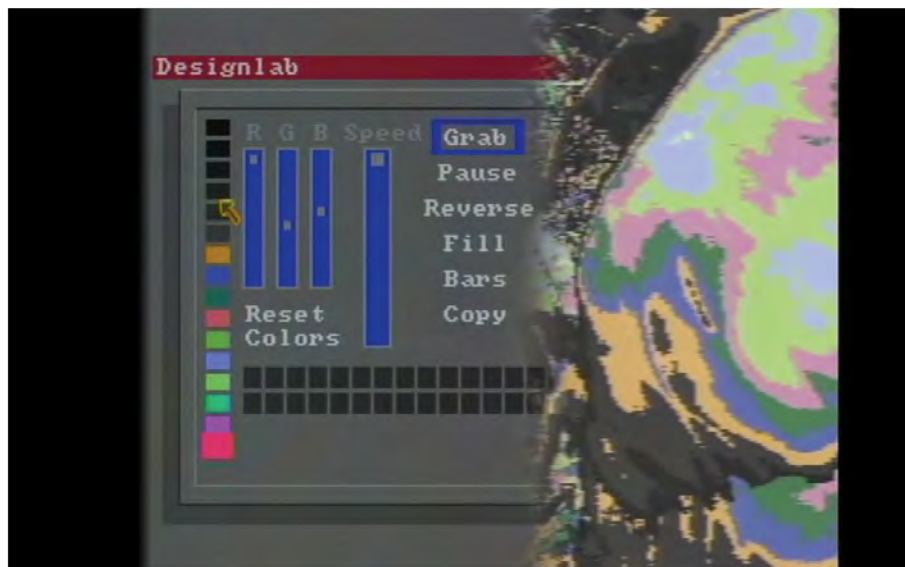 Designlab
R G B Speed
Grab
Pause
Reverse
Fill
Bars
Copy
Reset
Colors